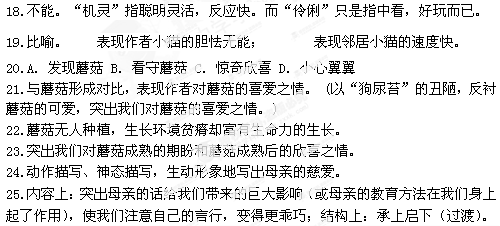 18.不能。“机灵”指聪明灵活，反应快。而“伶俐”只是指中看，好玩而已。
19.比喻。 表现作者小猫的胆怯无能； 表现邻居小猫的速度快。
20.A. 发现蘑菇 B. 看守蘑菇 C. 惊奇欣喜 D. 小心翼翼
21.与蘑菇形成对比，表现作者对蘑菇的喜爱之情。（以“狗尿苔”的丑陋，反衬
蘑菇的可爱，突出我们对蘑菇的喜爱之情。）
22.蘑菇无人种植，生长环境贫瘠却富有生命力的生长。
23.突出我们对蘑菇成熟的期盼和蘑菇成熟后的欣喜之情。
24.动作描写、神态描写，生动形象地写出母亲的慈爱。
25.内容上：突出母亲的话给我们带来的巨大影响（或母亲的教育方法在我们身上
起了作用），使我们注意自己的言行，变得更乖巧；结构上：承上启下（过渡）。